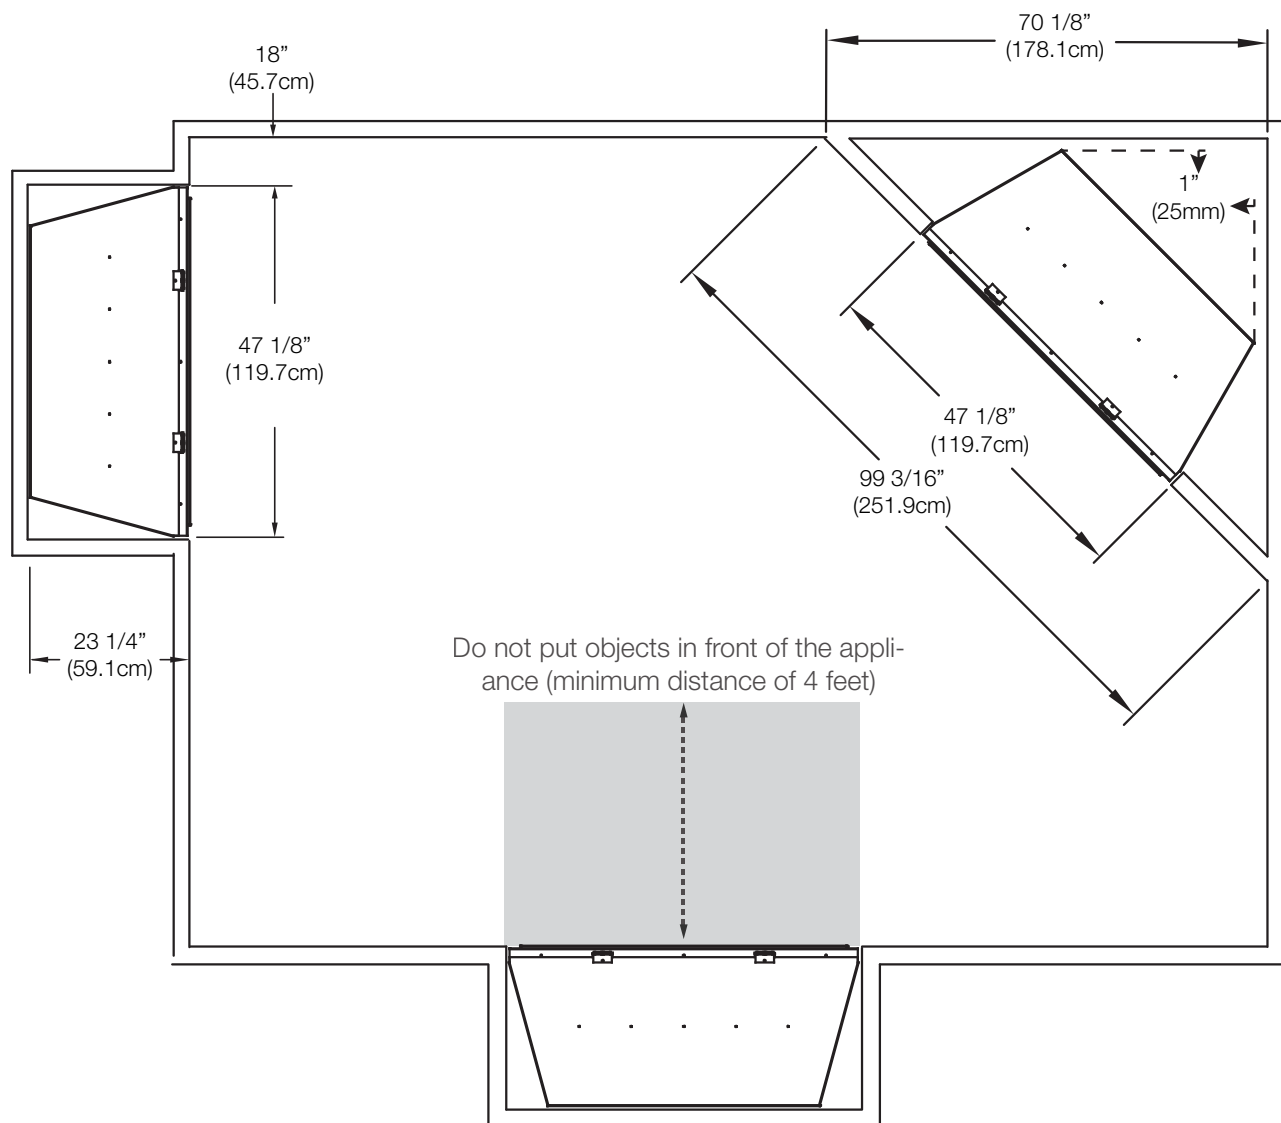 70 1/8”
(178.1cm)
18”
(45.7cm)
1”
(25mm)
47 1/8”
(119.7cm)
47 1/8”
(119.7cm)
99 3/16”
(251.9cm)
23 1/4”
(59.1cm)
Do not put objects in front of the appli-
ance (minimum distance of 4 feet)